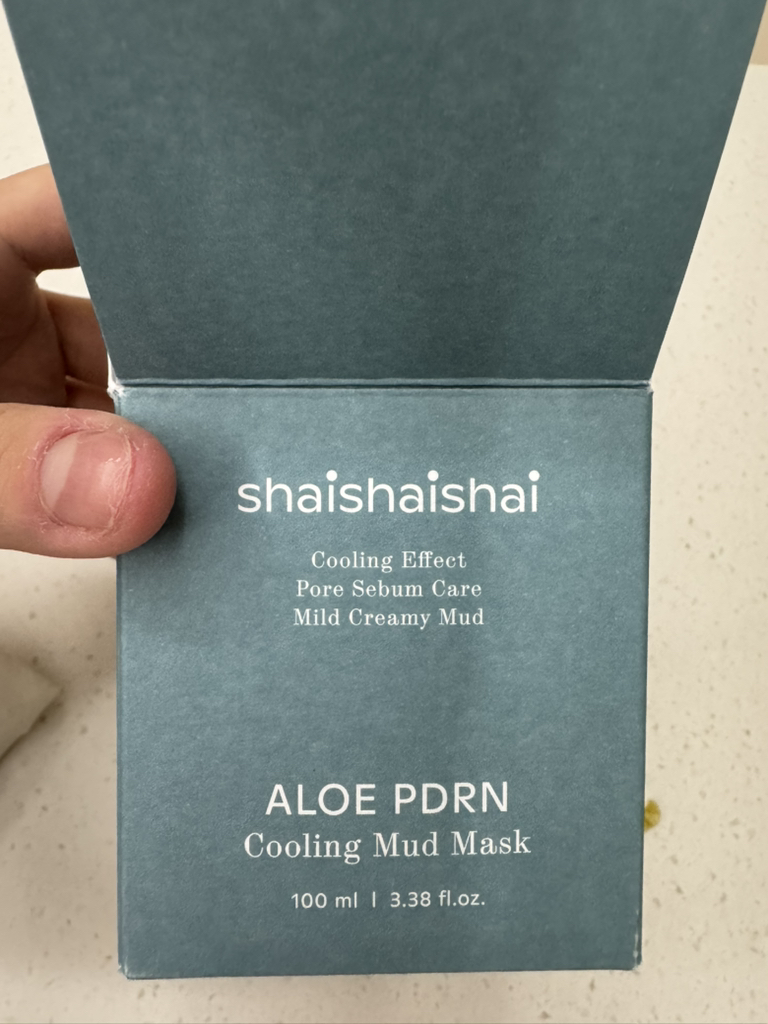 shaishaishai
Cooling Effect
Pore Sebum Care
Mild Creamy Mud
ALOE PDRN
Cooling Mud Mask
100 ml | 3.38 fl.oz.